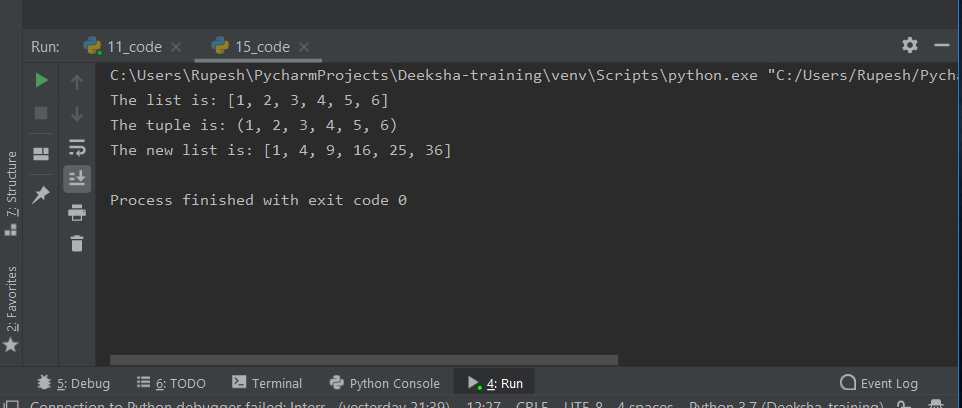 Run: 11_code 15_code
C:\Users\Rupesh\PycharmProjects\Deeksha-training\venv\Scripts\python.exe "C:/Users/Rupesh/Pycha
The list is: [1, 2, 3, 4, 5, 6]
The tuple is: (1, 2, 3, 4, 5, 6)
The new list is: [1, 4, 9, 16, 25, 36]
Process finished with exit code 0
7: Structure
2: Favorites
5: Debug 6: TODO Terminal Python Console 4: Run Event Log
Connection to Python debugger failed: Interr... (yesterday 21:39) 12:27 CRLF UTF-8 4 spaces Python 3.7 (Deeksha-training)